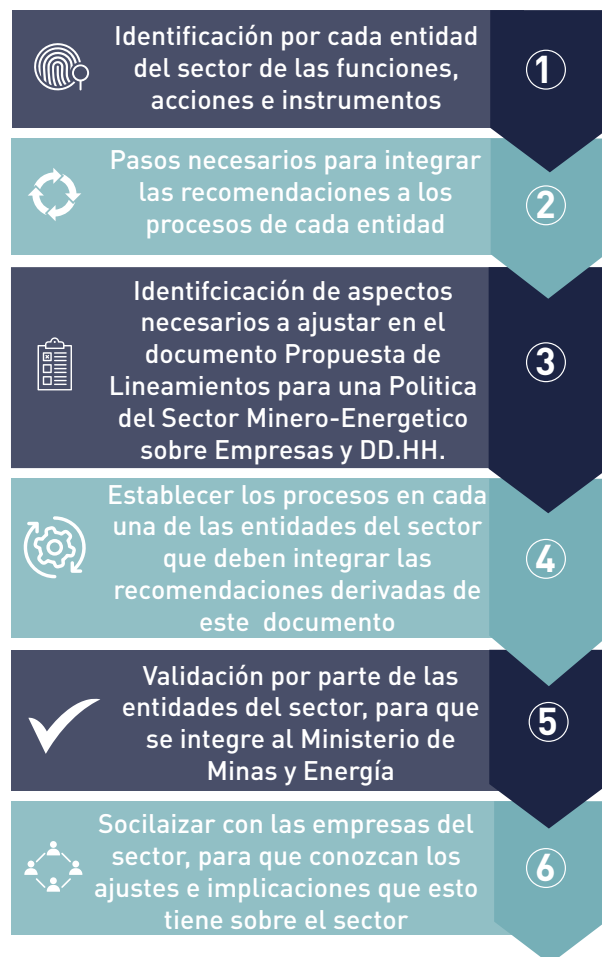 Identificación por cada entidad
del sector de las funciones,
acciones e instrumentos
1
Pasos necesarios para integrar
las recomendaciones a los
procesos de cada entidad
2
Identifcicación de aspectos
necesarios a ajustar en el
documento Propuesta de
Lineamientos para una Politica
del Sector Minero-Energetico
sobre Empresas y DD.HH.
3
Establecer los procesos en cada
una de las entidades del sector
que deben integrar las
recomendaciones derivadas de
este documento
4
Validación por parte de las
entidades del sector, para que
se integre al Ministerio de
Minas y Energía
5
Socilaizar con las empresas del
sector, para que conozcan los
ajustes e implicaciones que esto
tiene sobre el sector
6